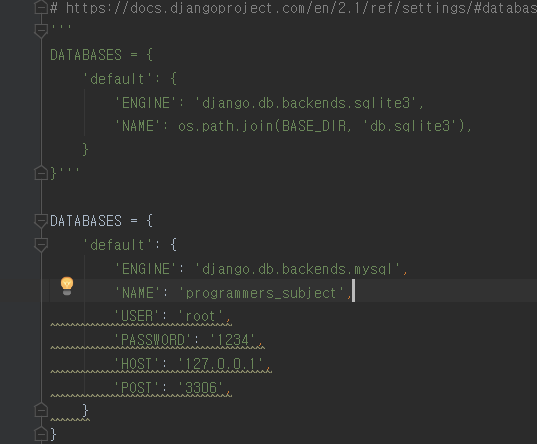 # https://docs.djangoproject.com/en/2.1/ref/settings/#databas
'''
DATABASES = {
    'default': {
        'ENGINE': 'django.db.backends.sqlite3',
        'NAME': os.path.join(BASE_DIR, 'db.sqlite3'),
    }
}'''
DATABASES = {
    'default': {
        'ENGINE': 'django.db.backends.mysql',
        'NAME': 'programmers_subject',
        'USER': 'root',
        'PASSWORD': '1234',
        'HOST': '127.0.0.1',
        'POST': '3306',
    }
}